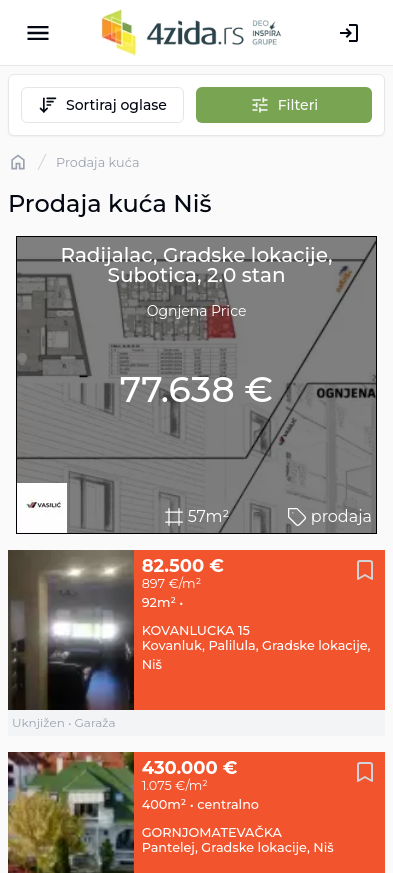 4zida.rs
DEO
INSPIRA
GRUPE
Sortiraj oglase
Filteri
Prodaja kuća
Prodaja kuća Niš
Radijalac, Gradske lokacije,
Subotica, 2.0 stan
Ognjena Price
77.638 €
OGNJENA
VASILIĆ
VASILIĆ
57m²
prodaja
82.500 €
897 €/m²
92m² •
KOVANLUCKA 15
Kovanluk, Palilula, Gradske lokacije,
Niš
Uknjižen • Garaža
430.000 €
1.075 €/m²
400m² • centralno
GORNJOMATEVAČKA
Pantelej, Gradske lokacije, Niš